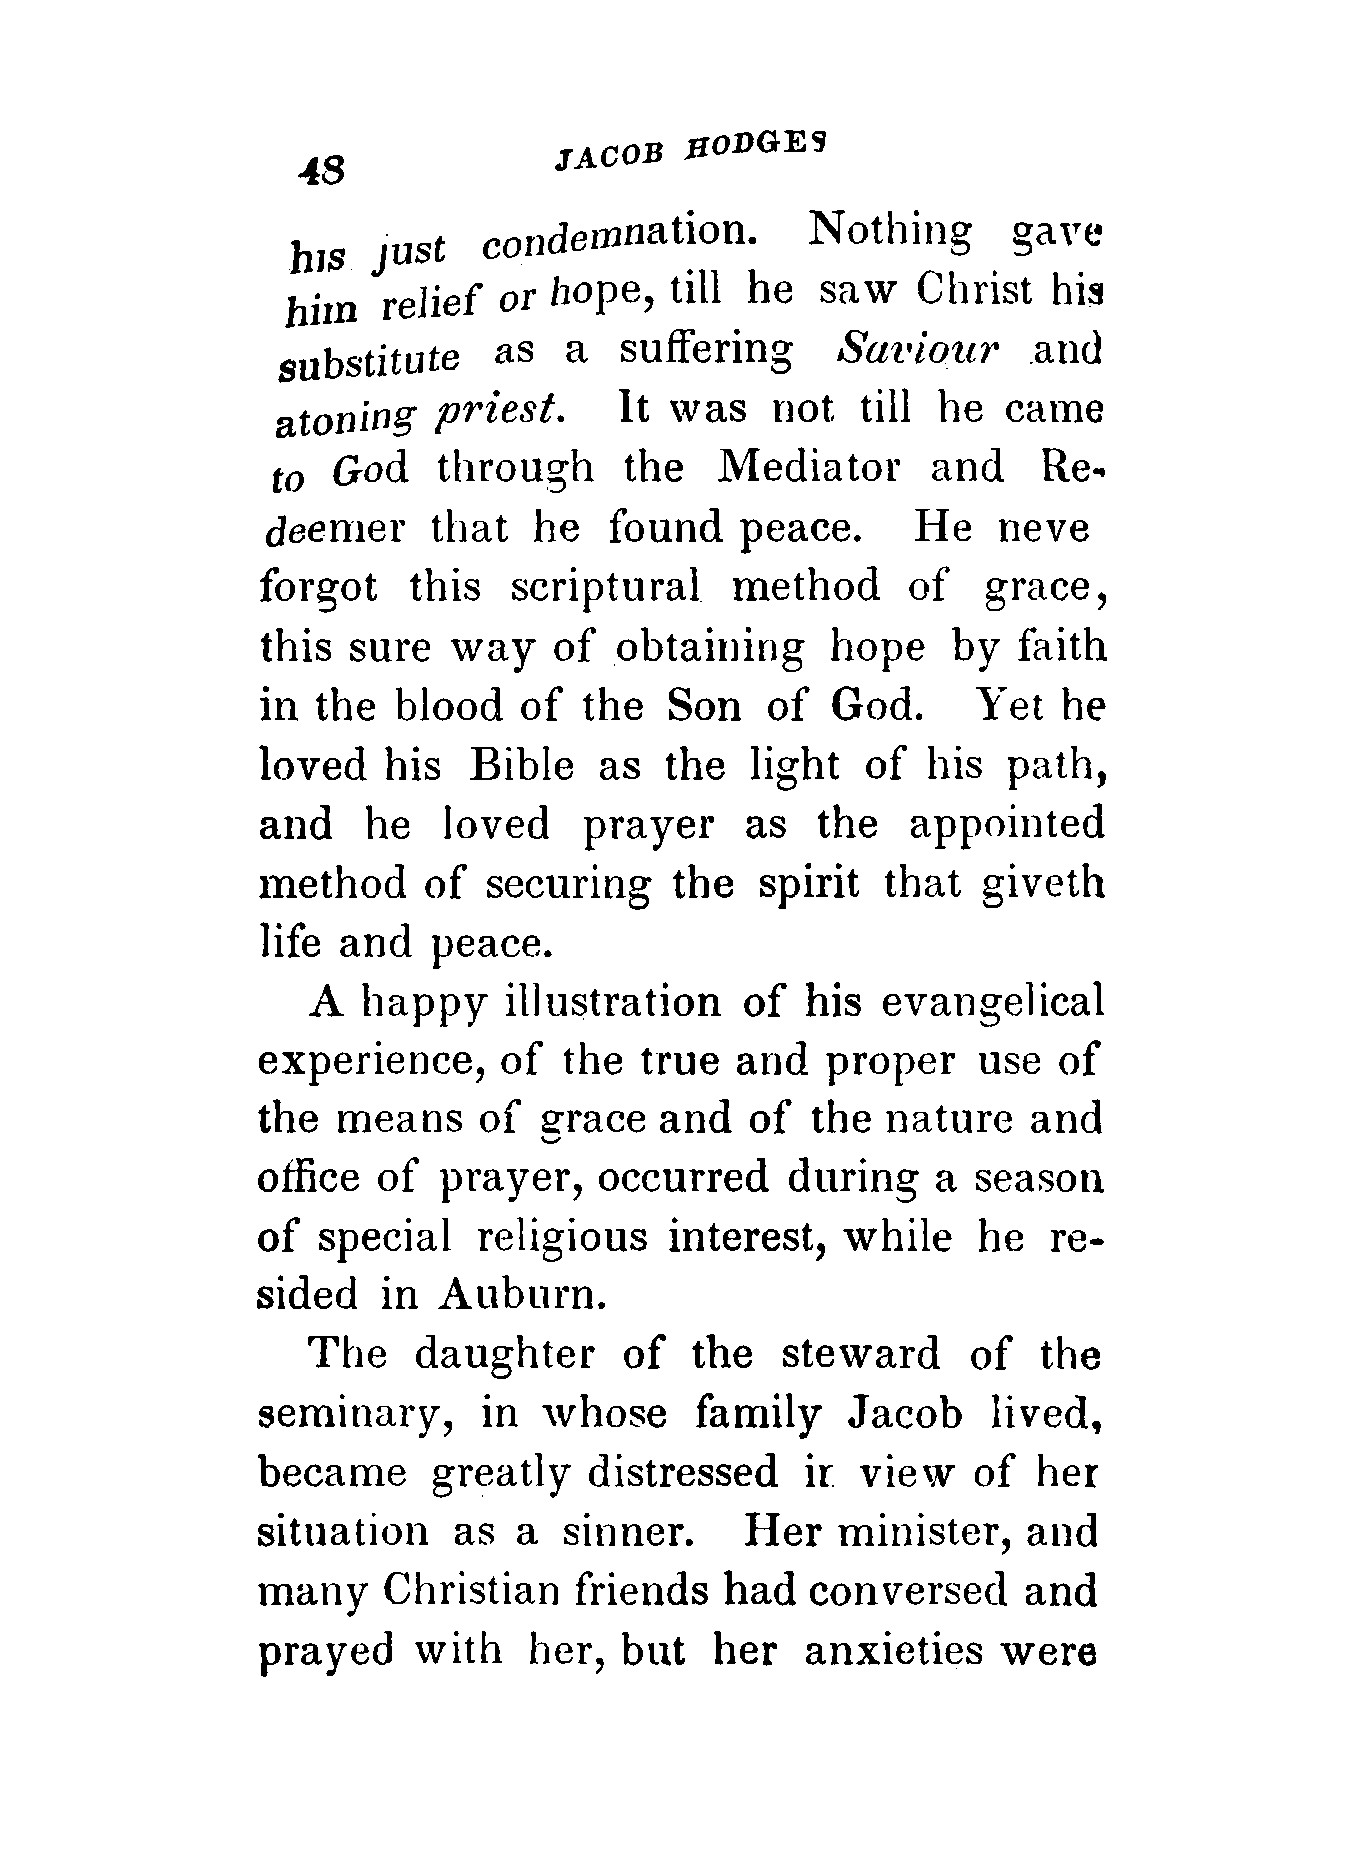 48 JACOB HODGES
his just condemnation. Nothing gave
him relief or hope, till he saw Christ his
substitute as a suffering Saviour and
atoning priest. It was not till he came
to God through the Mediator and Re-
deemer that he found peace. He neve
forgot this scriptural method of grace,
this sure way of obtaining hope by faith
in the blood of the Son of God. Yet he
loved his Bible as the light of his path,
and he loved prayer as the appointed
method of securing the spirit that giveth
life and peace.
A happy illustration of his evangelical
experience, of the true and proper use of
the means of grace and of the nature and
office of prayer, occurred during a season
of special religious interest, while he re-
sided in Auburn.
The daughter of the steward of the
seminary, in whose family Jacob lived,
became greatly distressed in view of her
situation as a sinner. Her minister, and
many Christian friends had conversed and
prayed with her, but her anxieties were